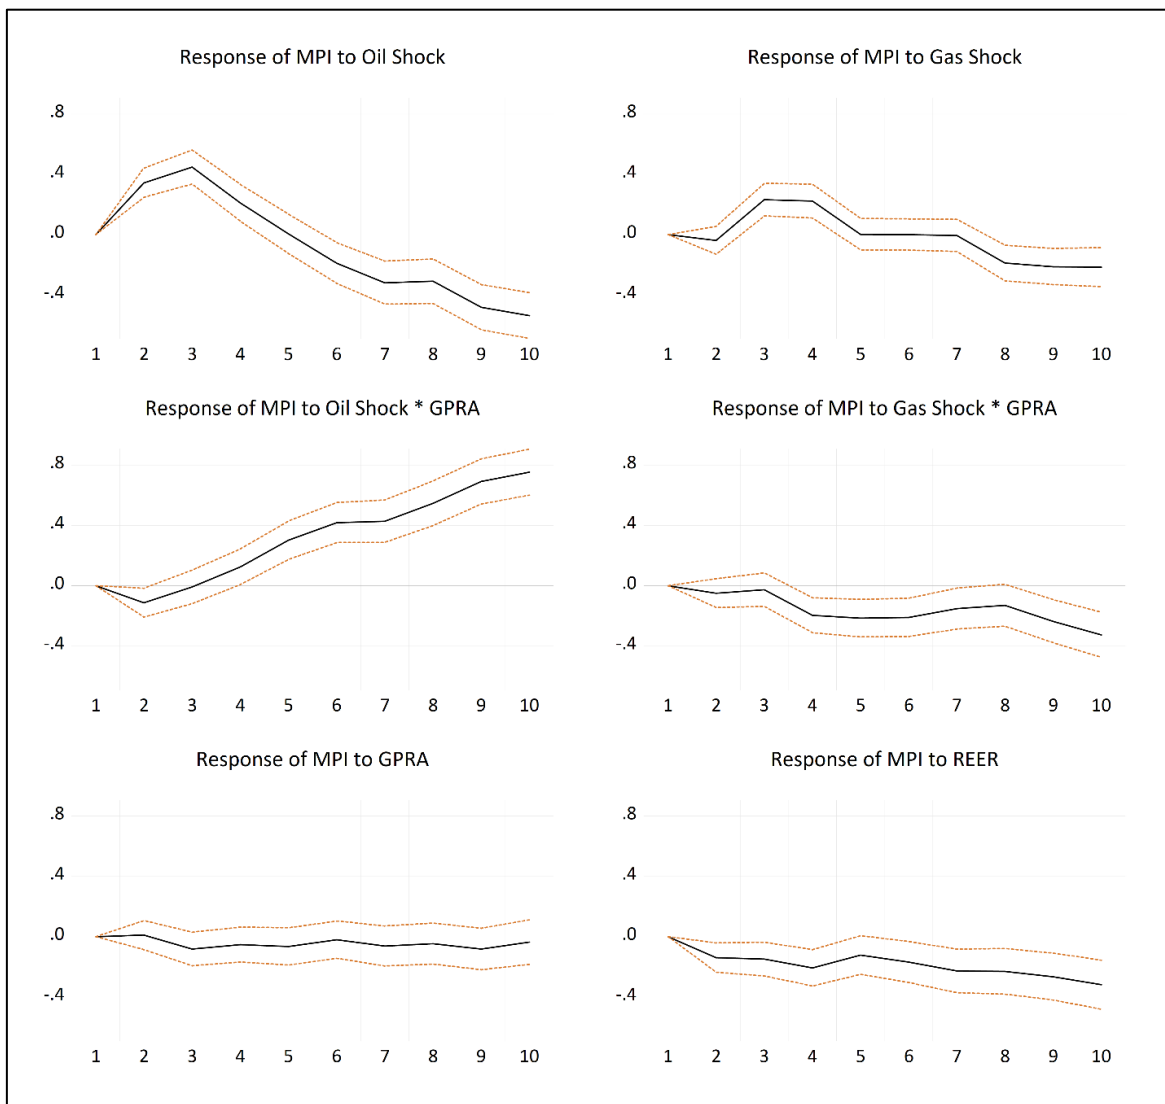 Response of MPI to Oil Shock
.8
.4
.0
-.4
1 2 3 4 5 6 7 8 9 10
Response of MPI to Gas Shock
.8
.4
.0
-.4
1 2 3 4 5 6 7 8 9 10
Response of MPI to Oil Shock * GPRA
.8
.4
.0
-.4
1 2 3 4 5 6 7 8 9 10
Response of MPI to Gas Shock * GPRA
.8
.4
.0
-.4
1 2 3 4 5 6 7 8 9 10
Response of MPI to GPRA
.8
.4
.0
-.4
1 2 3 4 5 6 7 8 9 10
Response of MPI to REER
.8
.4
.0
-.4
1 2 3 4 5 6 7 8 9 10